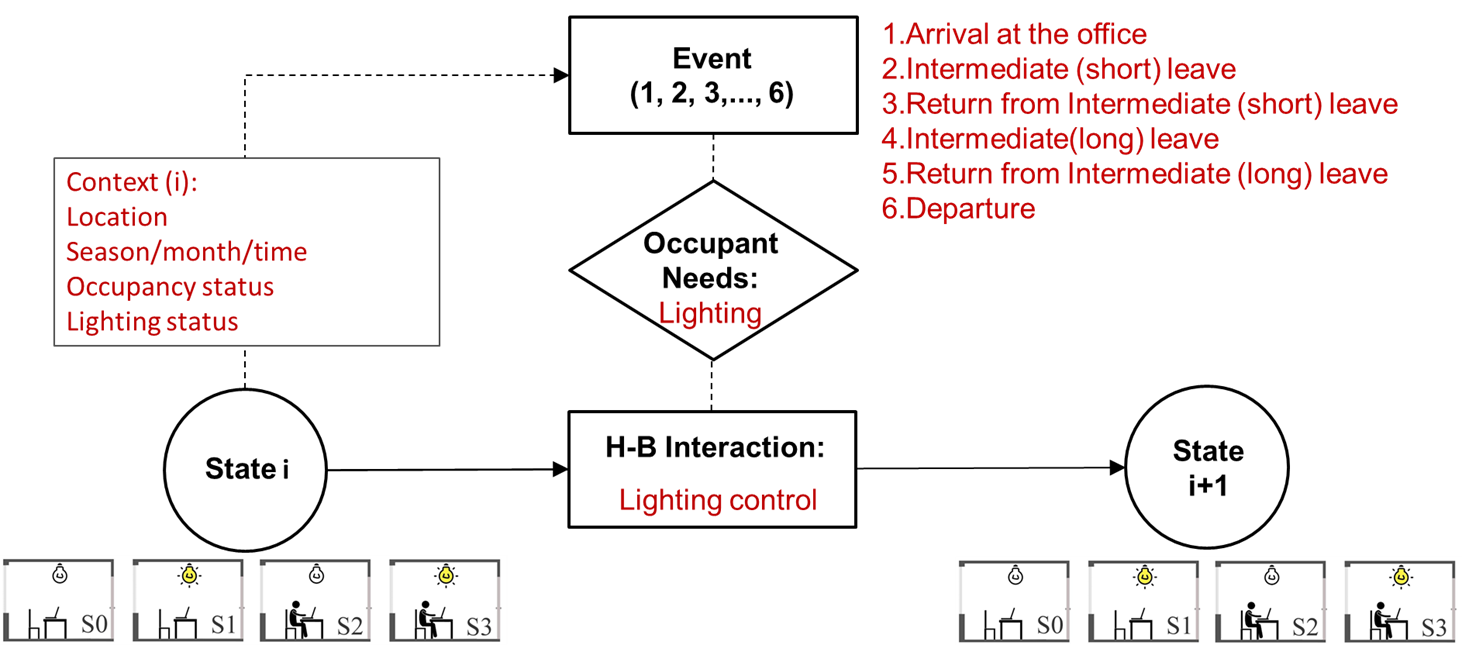 Event
(1, 2, 3,..., 6)
1.Arrival at the office
2.Intermediate (short) leave
3.Return from Intermediate (short) leave
4.Intermediate(long) leave
5.Return from Intermediate (long) leave
6.Departure
Context (i):
Location
Season/month/time
Occupancy status
Lighting status
Occupant
Needs:
Lighting
State i
H-B Interaction:
Lighting control
State
i+1
S0
S1
S2
S3
S0
S1
S2
S3